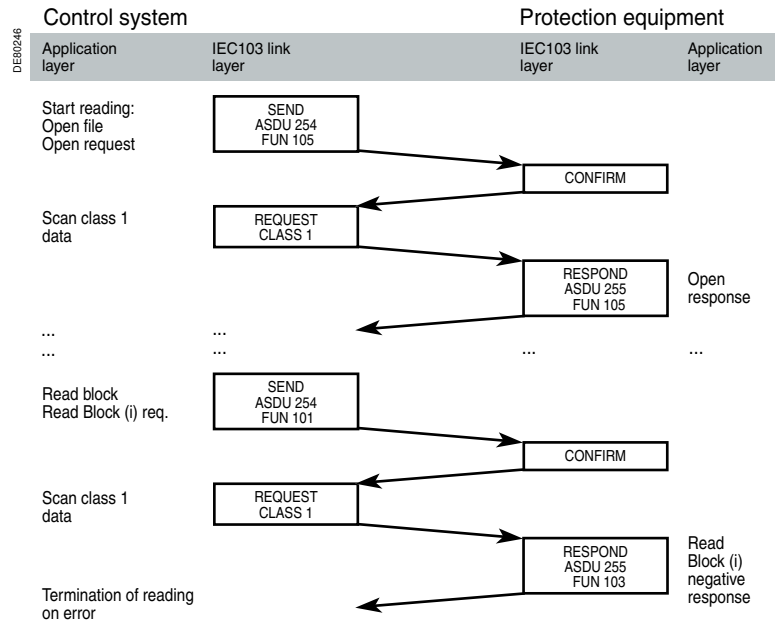 Control system
Protection equipment
DE80246
Application
layer
IEC103 link
layer
IEC103 link
layer
Application
layer
Start reading:
Open file
Open request
SEND
ASDU 254
FUN 105
CONFIRM
Scan class 1
data
REQUEST
CLASS 1
RESPOND
ASDU 255
FUN 105
Open
response
... ...
... ... ... ...
Read block
Read Block (i) req.
SEND
ASDU 254
FUN 101
CONFIRM
Scan class 1
data
REQUEST
CLASS 1
RESPOND
ASDU 255
FUN 103
Read
Block (i)
negative
response
Termination of reading
on error